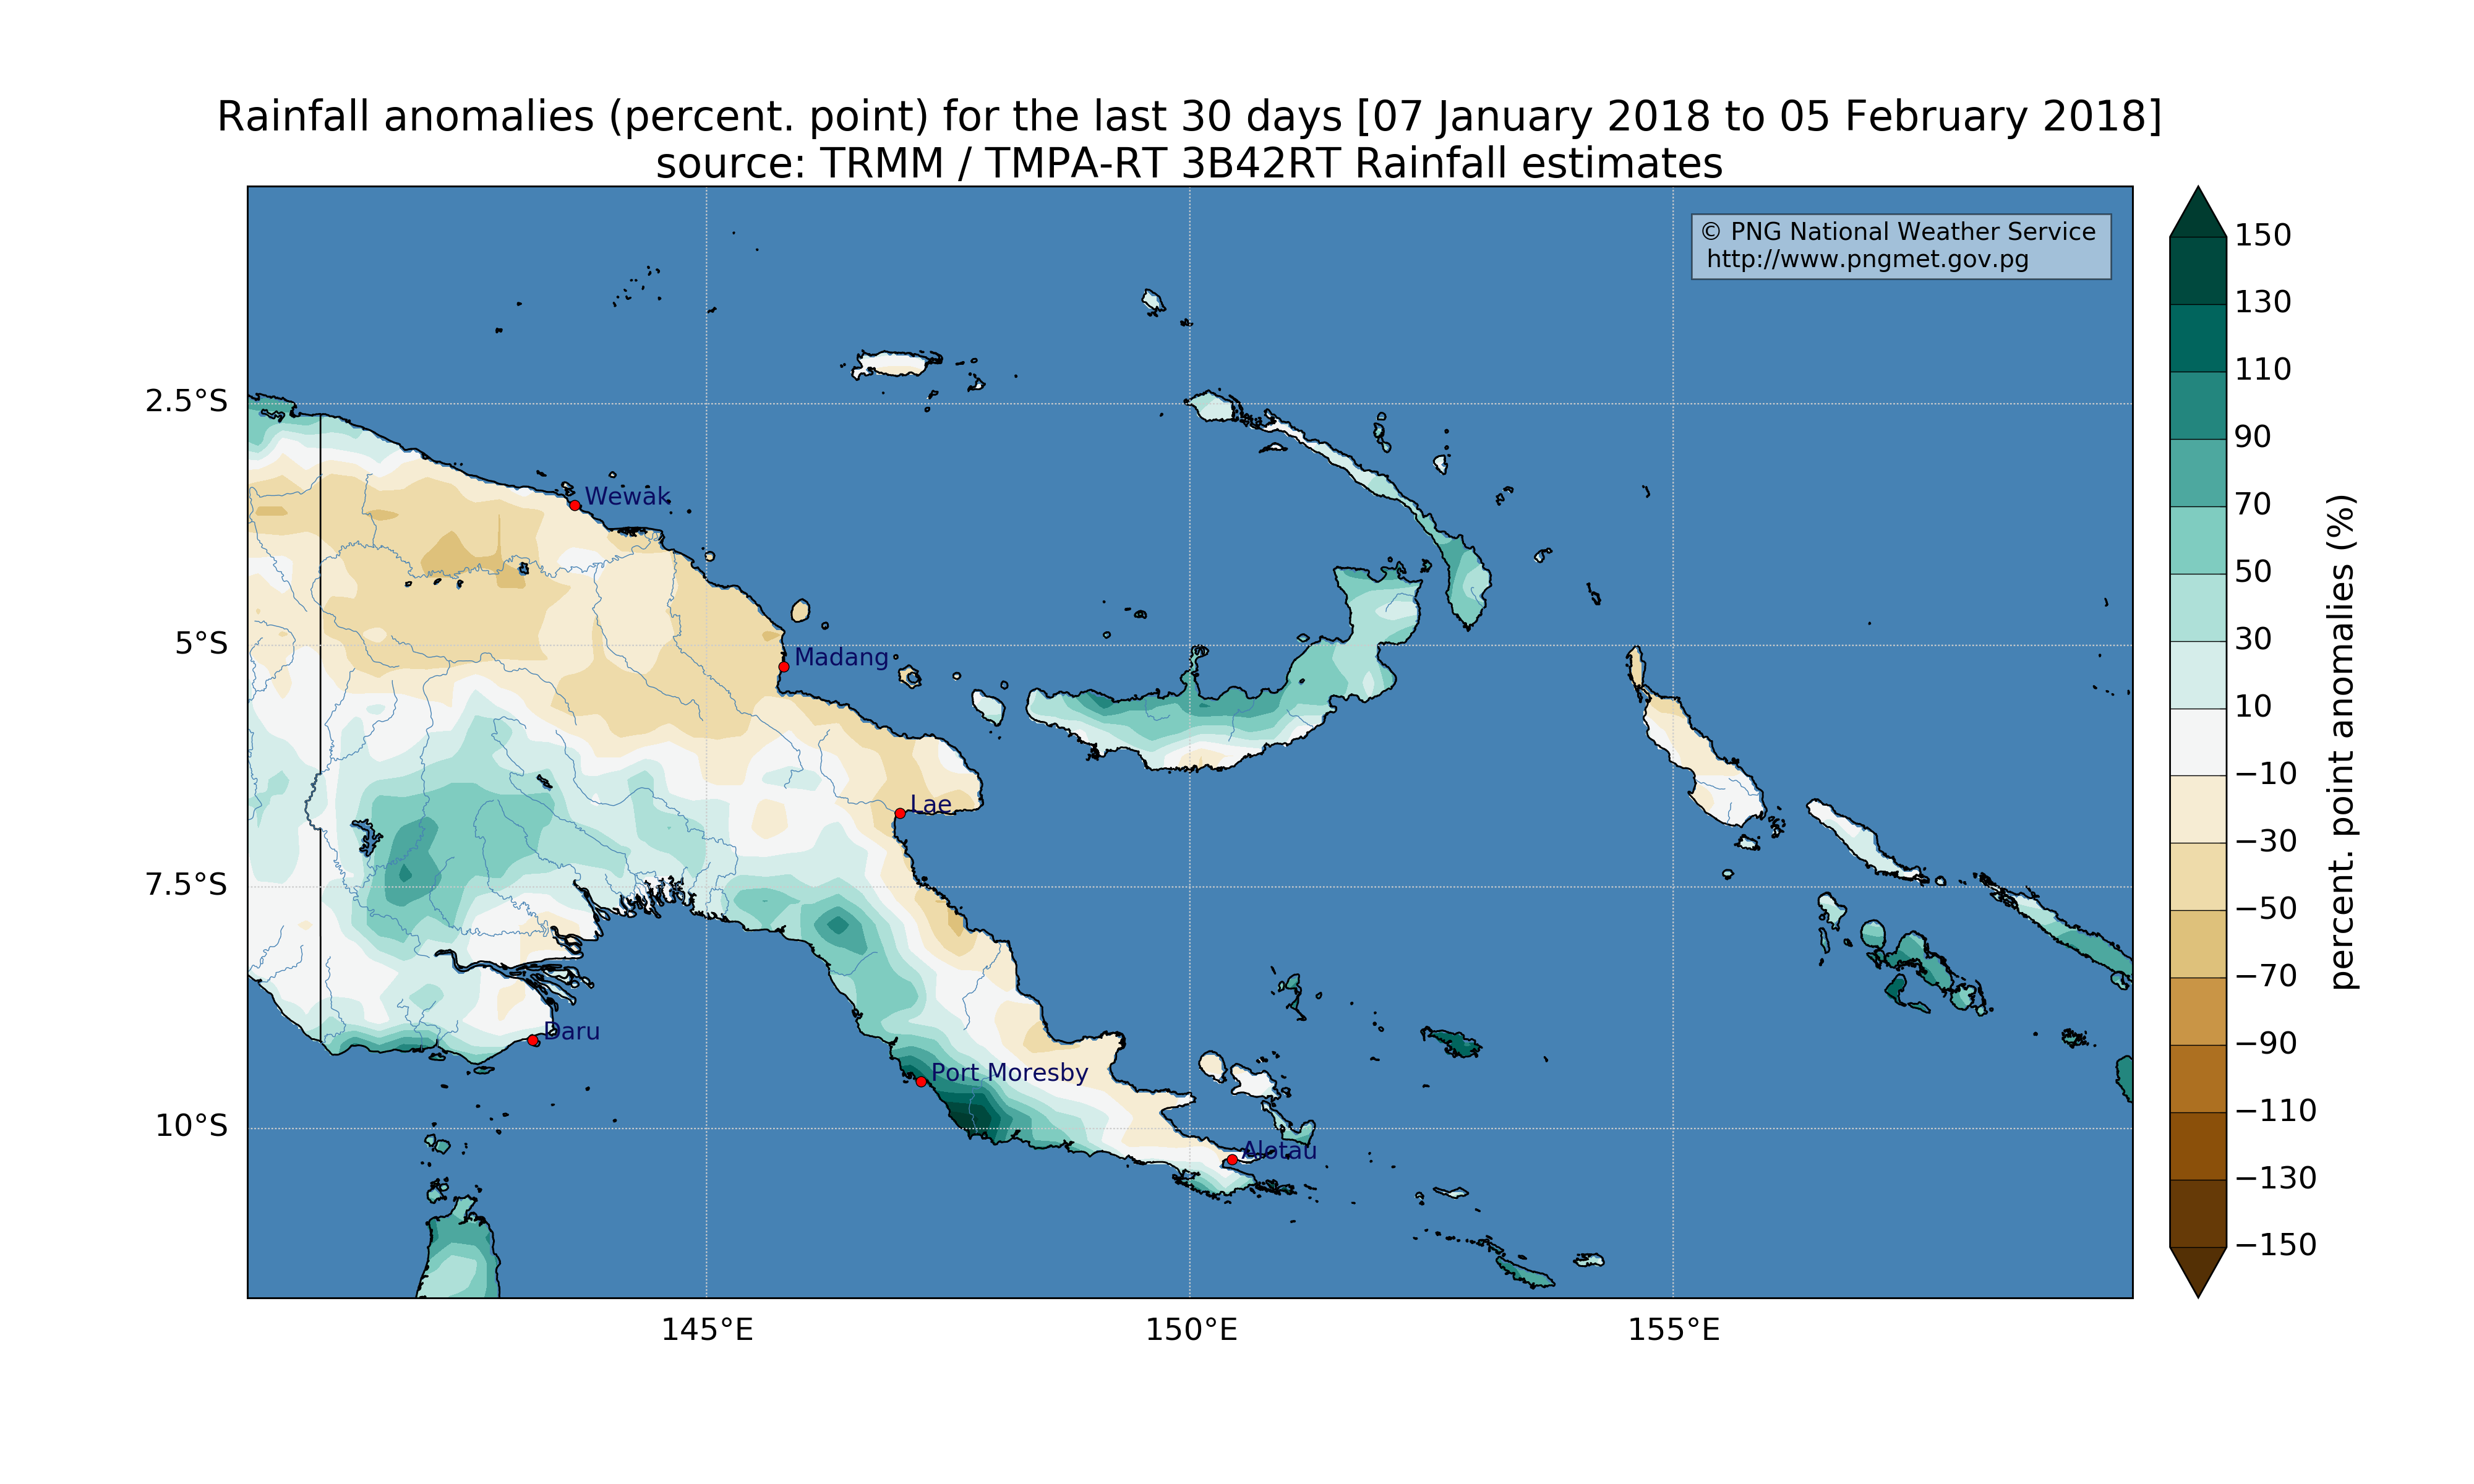 Rainfall anomalies (percent. point) for the last 30 days [07 January 2018 to 05 February 2018]
source: TRMM / TMPA-RT 3B42RT Rainfall estimates
© PNG National Weather Service
http://www.pngmet.gov.pg
2.5°S
5°S
7.5°S
10°S
Wewak
Madang
Lae
Daru
Port Moresby
Alotau
145°E
150°E
155°E
150
130
110
90
70
50
30
10
−10
−30
−50
−70
−90
−110
−130
−150
percent. point anomalies (%)